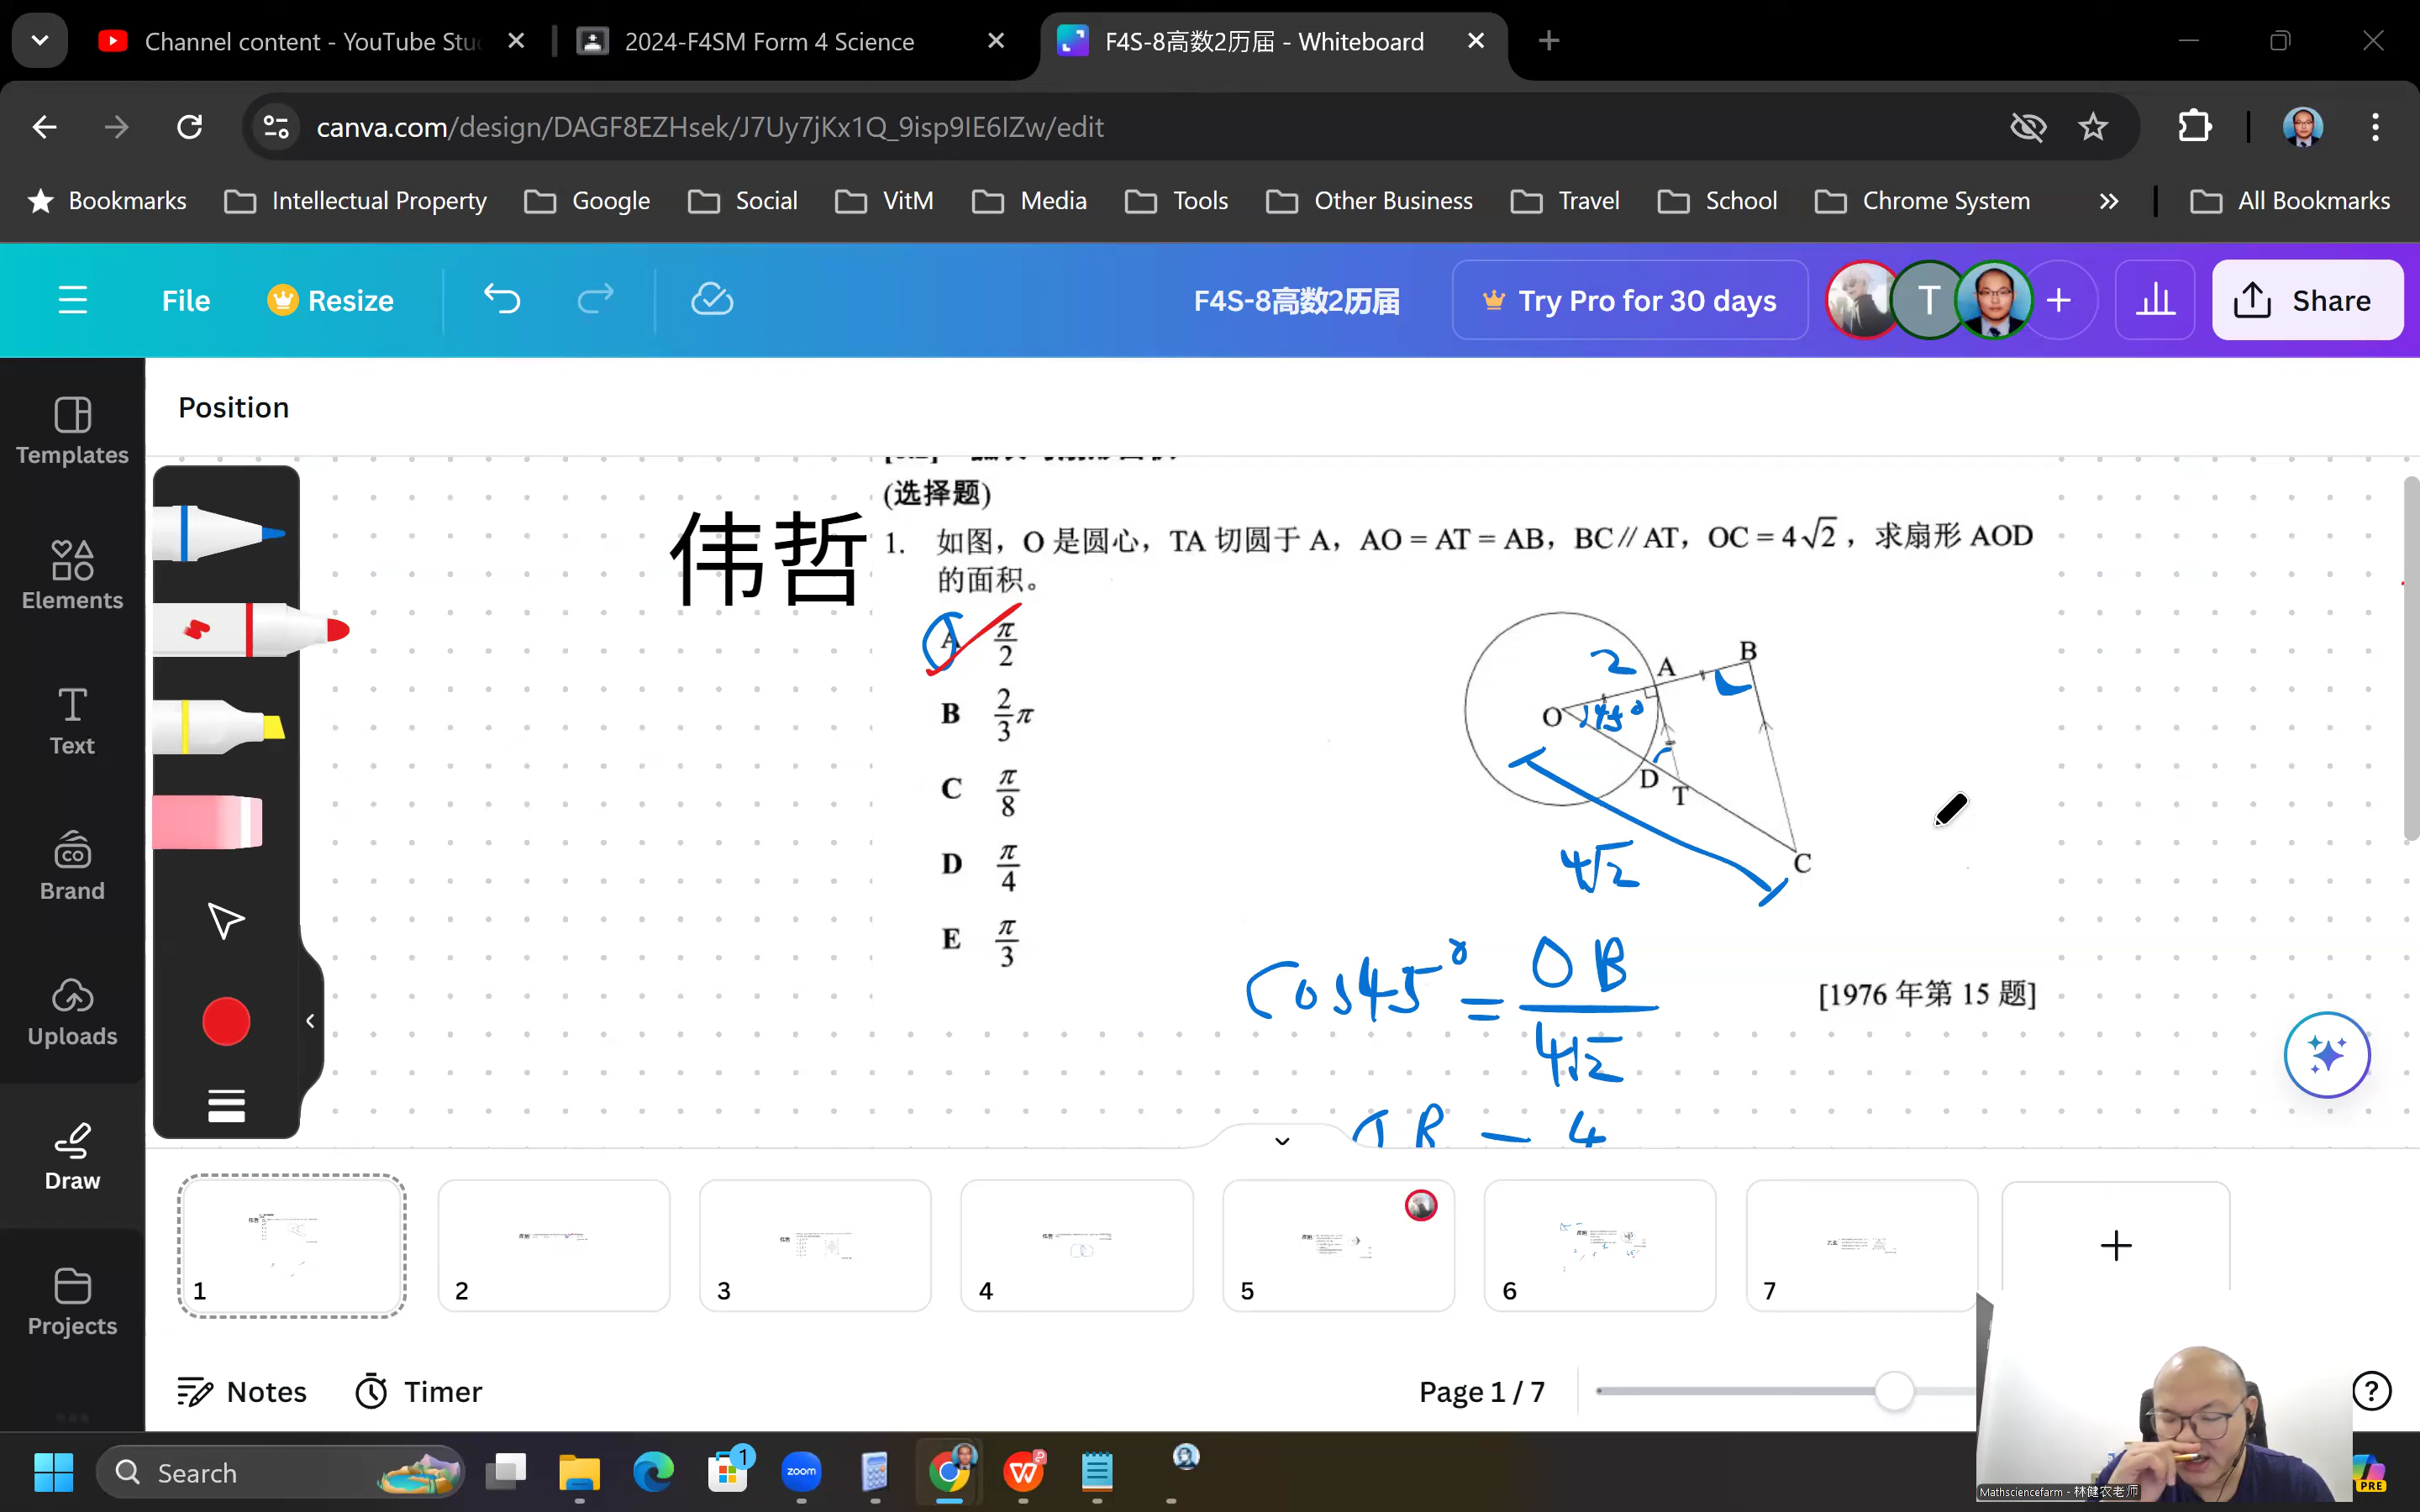 Channel content - YouTube Stu
2024-F4SM Form 4 Science
F4S-8高数2历届 - Whiteboard
canva.com/design/DAGF8EZHsek/J7Uy7jKx1Q_9isp9IE6IZw/edit
Bookmarks
Intellectual Property
Google
Social
VitM
Media
Tools
Other Business
Travel
School
Chrome System
All Bookmarks
File
Resize
F4S-8高数2历届
Try Pro for 30 days
T
Share
Position
Templates
Elements
Text
Brand
Uploads
Draw
Projects
(选择题)
伟哲
1. 如图，O 是圆心，TA 切圆于 A，AO = AT = AB，BC // AT，OC = 4√2，求扇形 AOD
的面积。
A π/2
B 2/3 π
C π/8
D π/4
E π/3
2
A
B
O
45°
D
T
C
4√2
cos45° = OB/4√2
[1976 年第 15 题]
1
2
3
4
5
6
7
Notes
Timer
Page 1 / 7
Search
1
zoom
PRE
Mathsciencefarm - 林健农老师